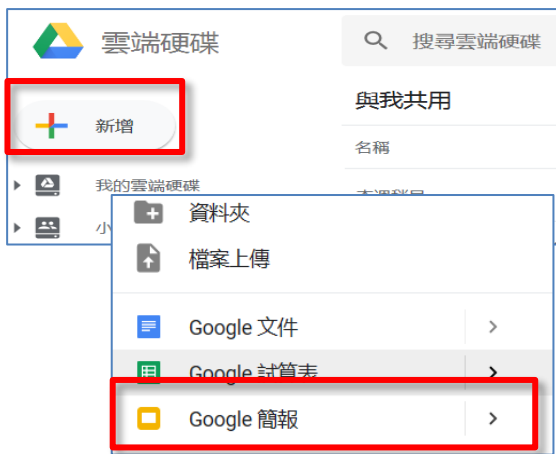 雲端硬碟
搜尋雲端硬碟
新增
與我共用
名稱
我的雲端硬碟
小
資料夾
檔案上傳
Google 文件
Google 試算表
Google 簡報